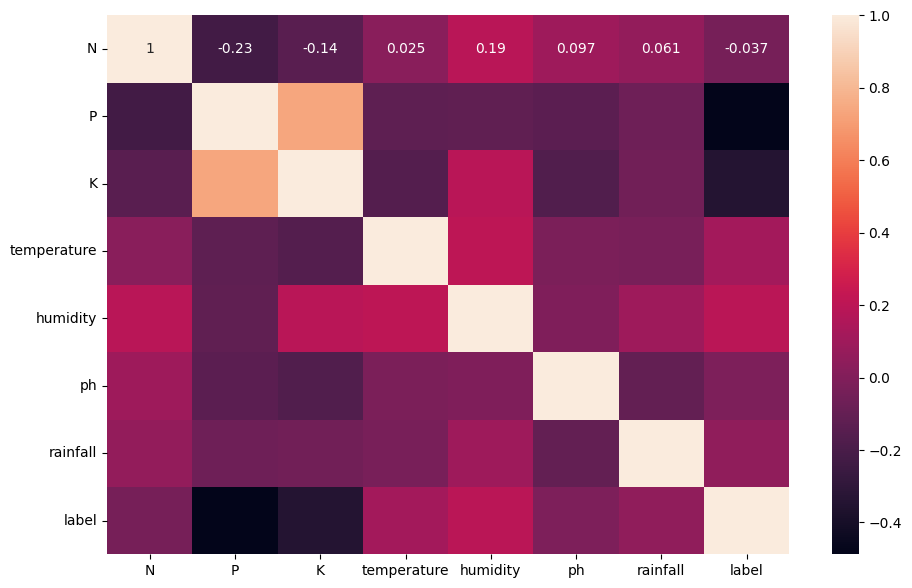 N 1 -0.23 -0.14 0.025 0.19 0.097 0.061 -0.037
P
K
temperature
humidity
ph
rainfall
label
N P K temperature humidity ph rainfall label
1.0
0.8
0.6
0.4
0.2
0.0
−0.2
−0.4